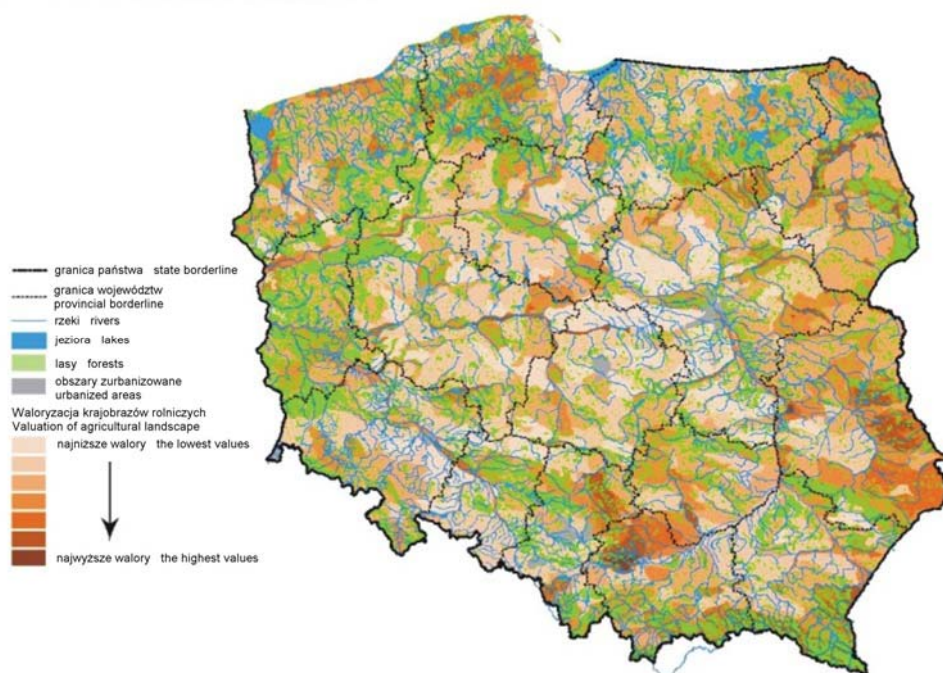 granica państwa state borderline
granica województw
provincial borderline
rzeki rivers
jeziora lakes
lasy forests
obszary zurbanizowane
urbanized areas
Waloryzacja krajobrazów rolniczych
Valuation of agricultural landscape
najniższe walory the lowest values
najwyższe walory the highest values